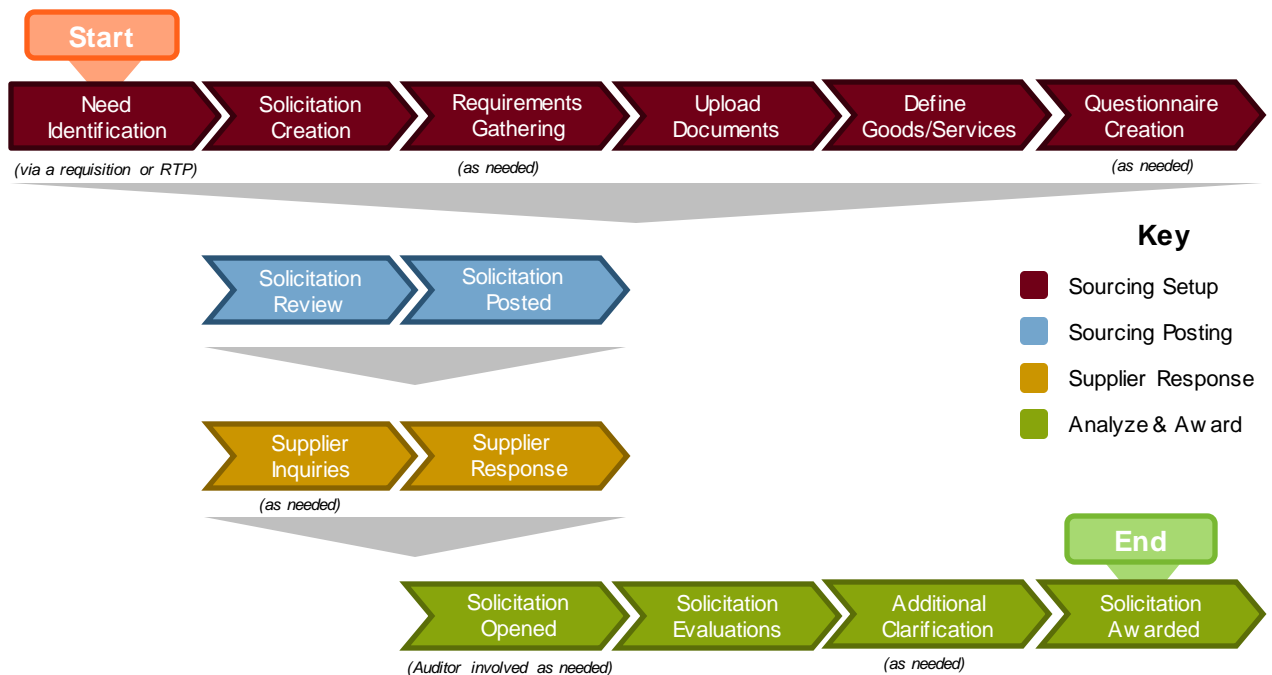 Start
Need
Identification
Solicitation
Creation
Requirements
Gathering
Upload
Documents
Define
Goods/Services
Questionnaire
Creation
(via a requisition or RTP)
(as needed)
(as needed)
Key
Sourcing Setup
Sourcing Posting
Supplier Response
Analyze & Award
Solicitation
Review
Solicitation
Posted
Supplier
Inquiries
Supplier
Response
(as needed)
End
Solicitation
Opened
Solicitation
Evaluations
Additional
Clarification
Solicitation
Awarded
(Auditor involved as needed)
(as needed)